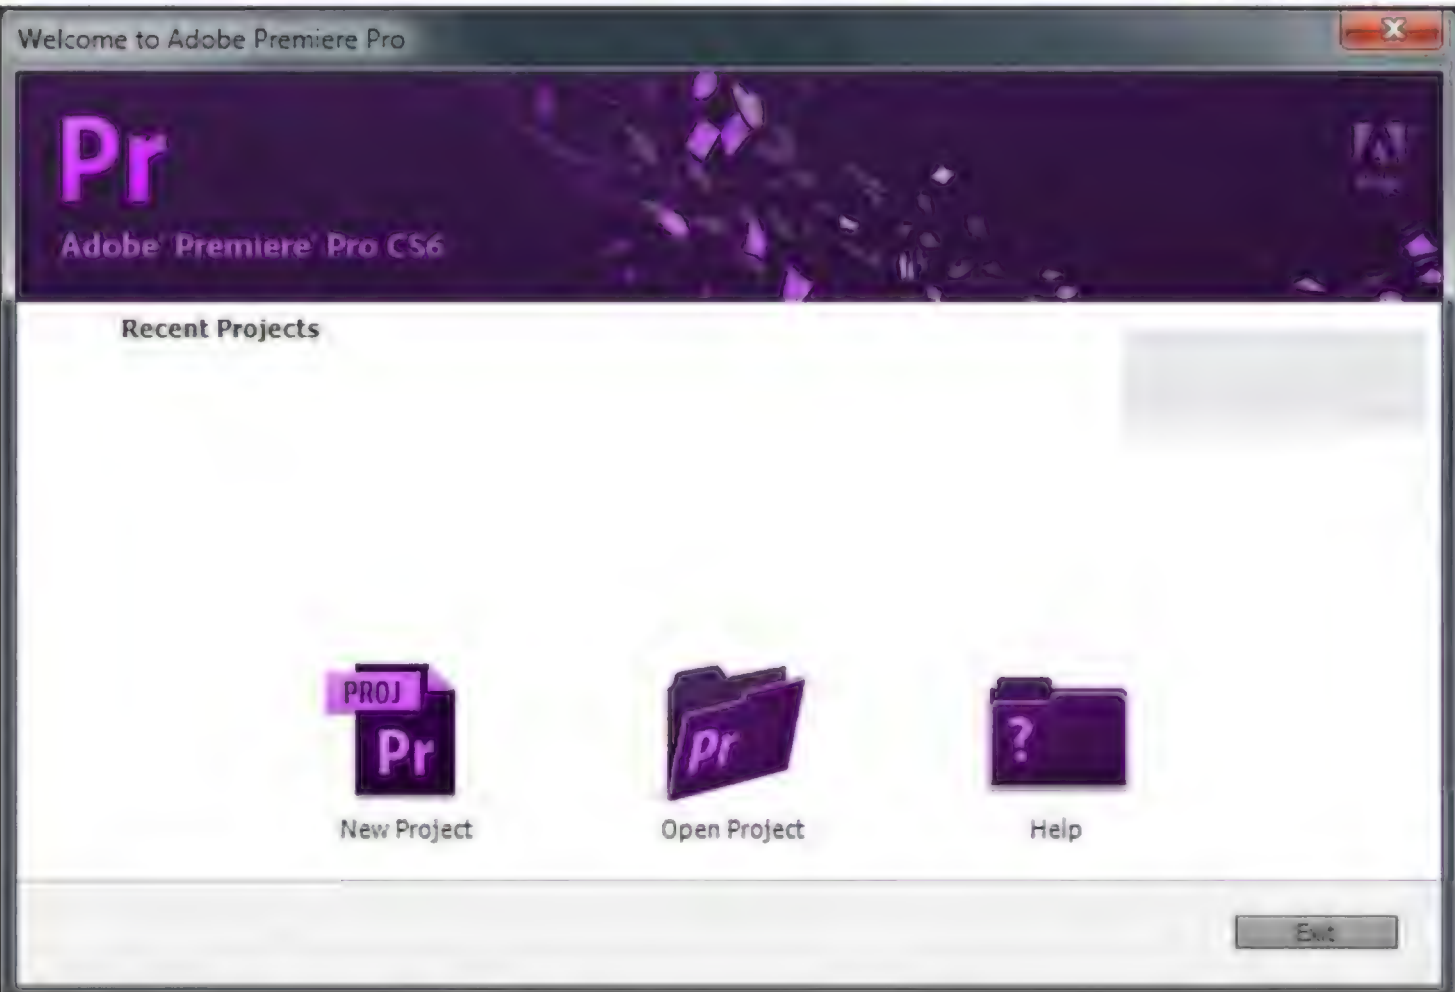 Welcome to Adobe Premiere Pro
Pr
Adobe® Premiere® Pro CS6
Recent Projects
PROJ
Pr
Pr
?
New Project
Open Project
Help
Exit